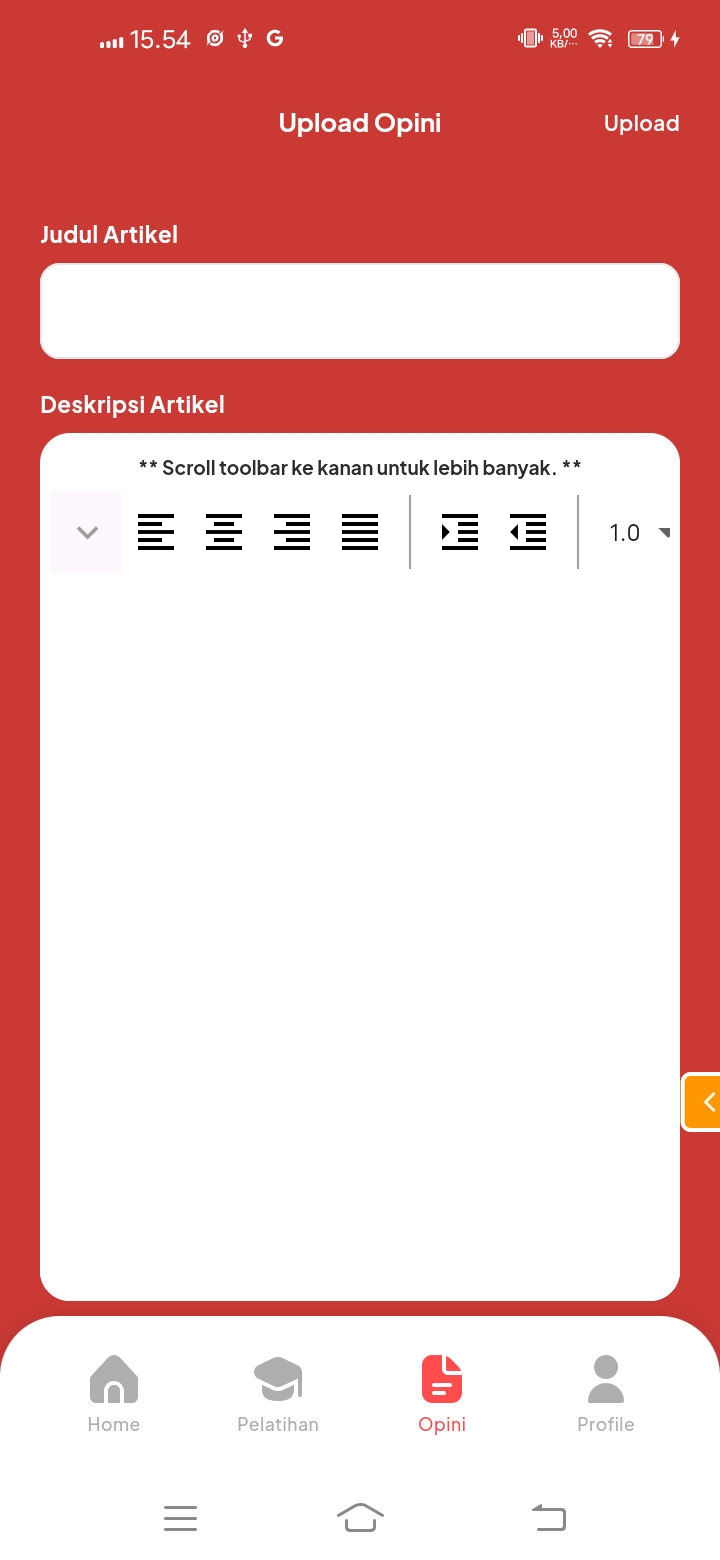 15.54
5,00
KB/...
79
Upload Opini
Upload
Judul Artikel
Deskripsi Artikel
** Scroll toolbar ke kanan untuk lebih banyak. **
1.0
Home
Pelatihan
Opini
Profile